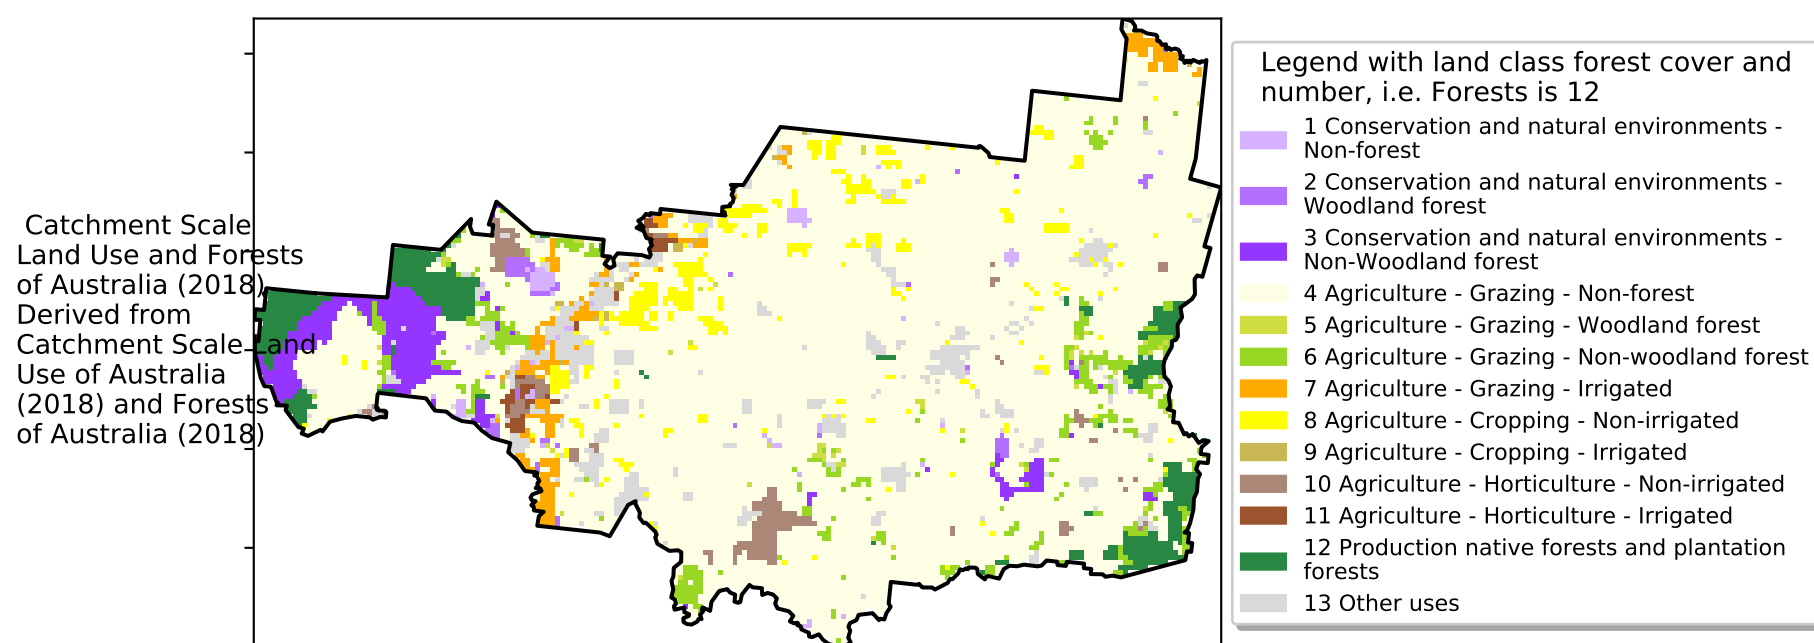 Catchment Scale
Land Use and Forests
of Australia (2018)
Derived from
Catchment Scale Land
Use of Australia
(2018) and Forests
of Australia (2018)
Legend with land class forest cover and
number, i.e. Forests is 12
1 Conservation and natural environments -
Non-forest
2 Conservation and natural environments -
Woodland forest
3 Conservation and natural environments -
Non-Woodland forest
4 Agriculture - Grazing - Non-forest
5 Agriculture - Grazing - Woodland forest
6 Agriculture - Grazing - Non-woodland forest
7 Agriculture - Grazing - Irrigated
8 Agriculture - Cropping - Non-irrigated
9 Agriculture - Cropping - Irrigated
10 Agriculture - Horticulture - Non-irrigated
11 Agriculture - Horticulture - Irrigated
12 Production native forests and plantation
forests
13 Other uses